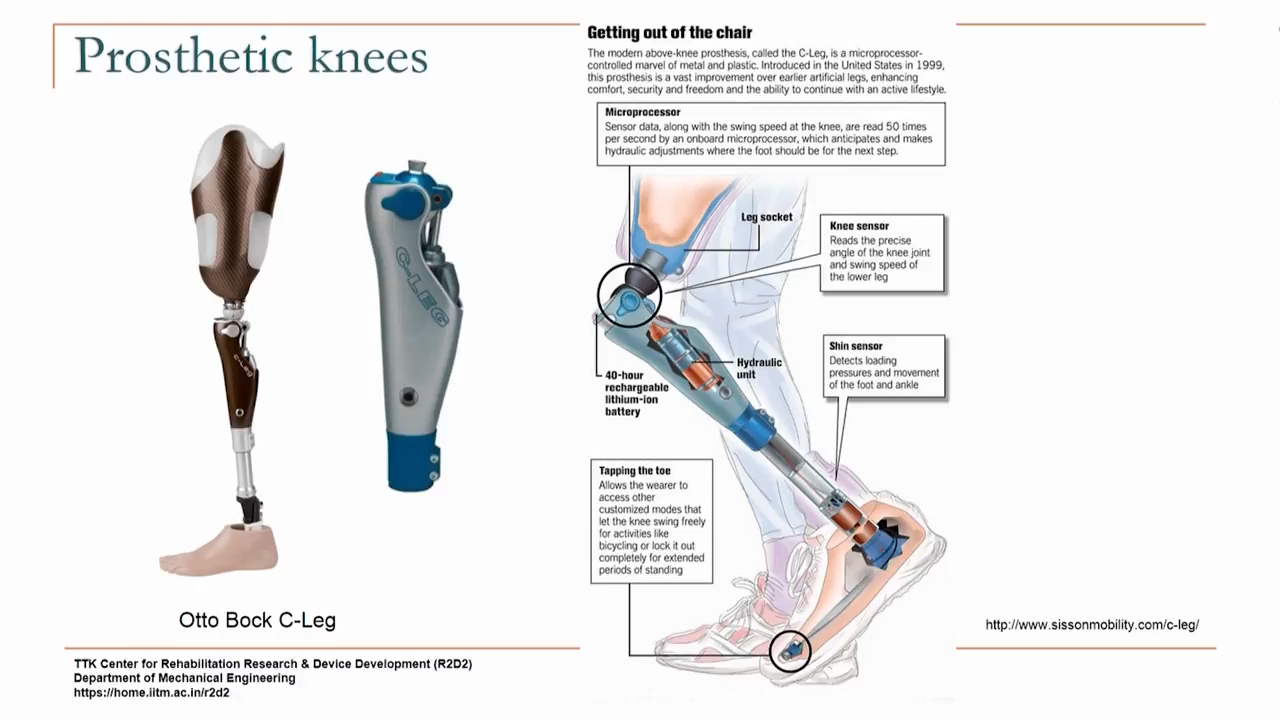 Prosthetic knees
Getting out of the chair
The modern above-knee prosthesis, called the C-Leg, is a microprocessor-
controlled marvel of metal and plastic. Introduced in the United States in 1999,
this prosthesis is a vast improvement over earlier artificial legs, enhancing
comfort, security and freedom and the ability to continue with an active lifestyle.
Microprocessor
Sensor data, along with the swing speed at the knee, are read 50 times
per second by an onboard microprocessor, which anticipates and makes
hydraulic adjustments where the foot should be for the next step.
Leg socket
Knee sensor
Reads the precise
angle of the knee joint
and swing speed of
the lower leg
C-LEG
C-LEG
Hydraulic
unit
Shin sensor
Detects loading
pressures and movement
of the foot and ankle
40-hour
rechargeable
lithium-ion
battery
Tapping the toe
Allows the wearer to
access other
customized modes that
let the knee swing freely
for activities like
bicycling or lock it out
completely for extended
periods of standing
Otto Bock C-Leg
http://www.sissonmobility.com/c-leg/
TTK Center for Rehabilitation Research & Device Development (R2D2)
Department of Mechanical Engineering
https://home.iitm.ac.in/r2d2